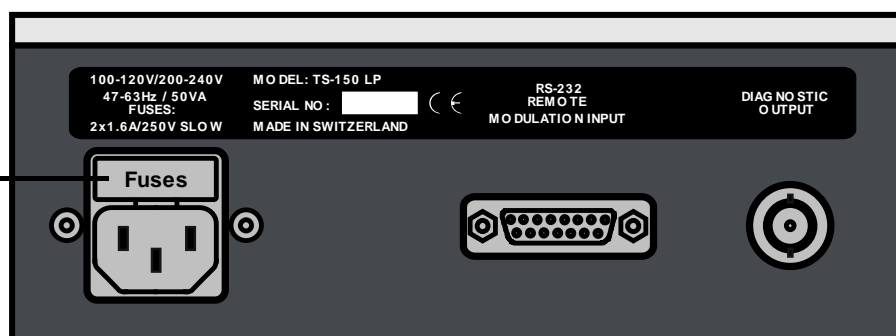 100-120V/200-240V
47-63Hz / 50VA
FUSES:
2x1.6A/250V SLOW
MODEL: TS-150 LP
SERIAL NO:
MADE IN SWITZERLAND
CE
RS-232
REMOTE
MODULATION INPUT
DIAGNOSTIC
OUTPUT
Fuses